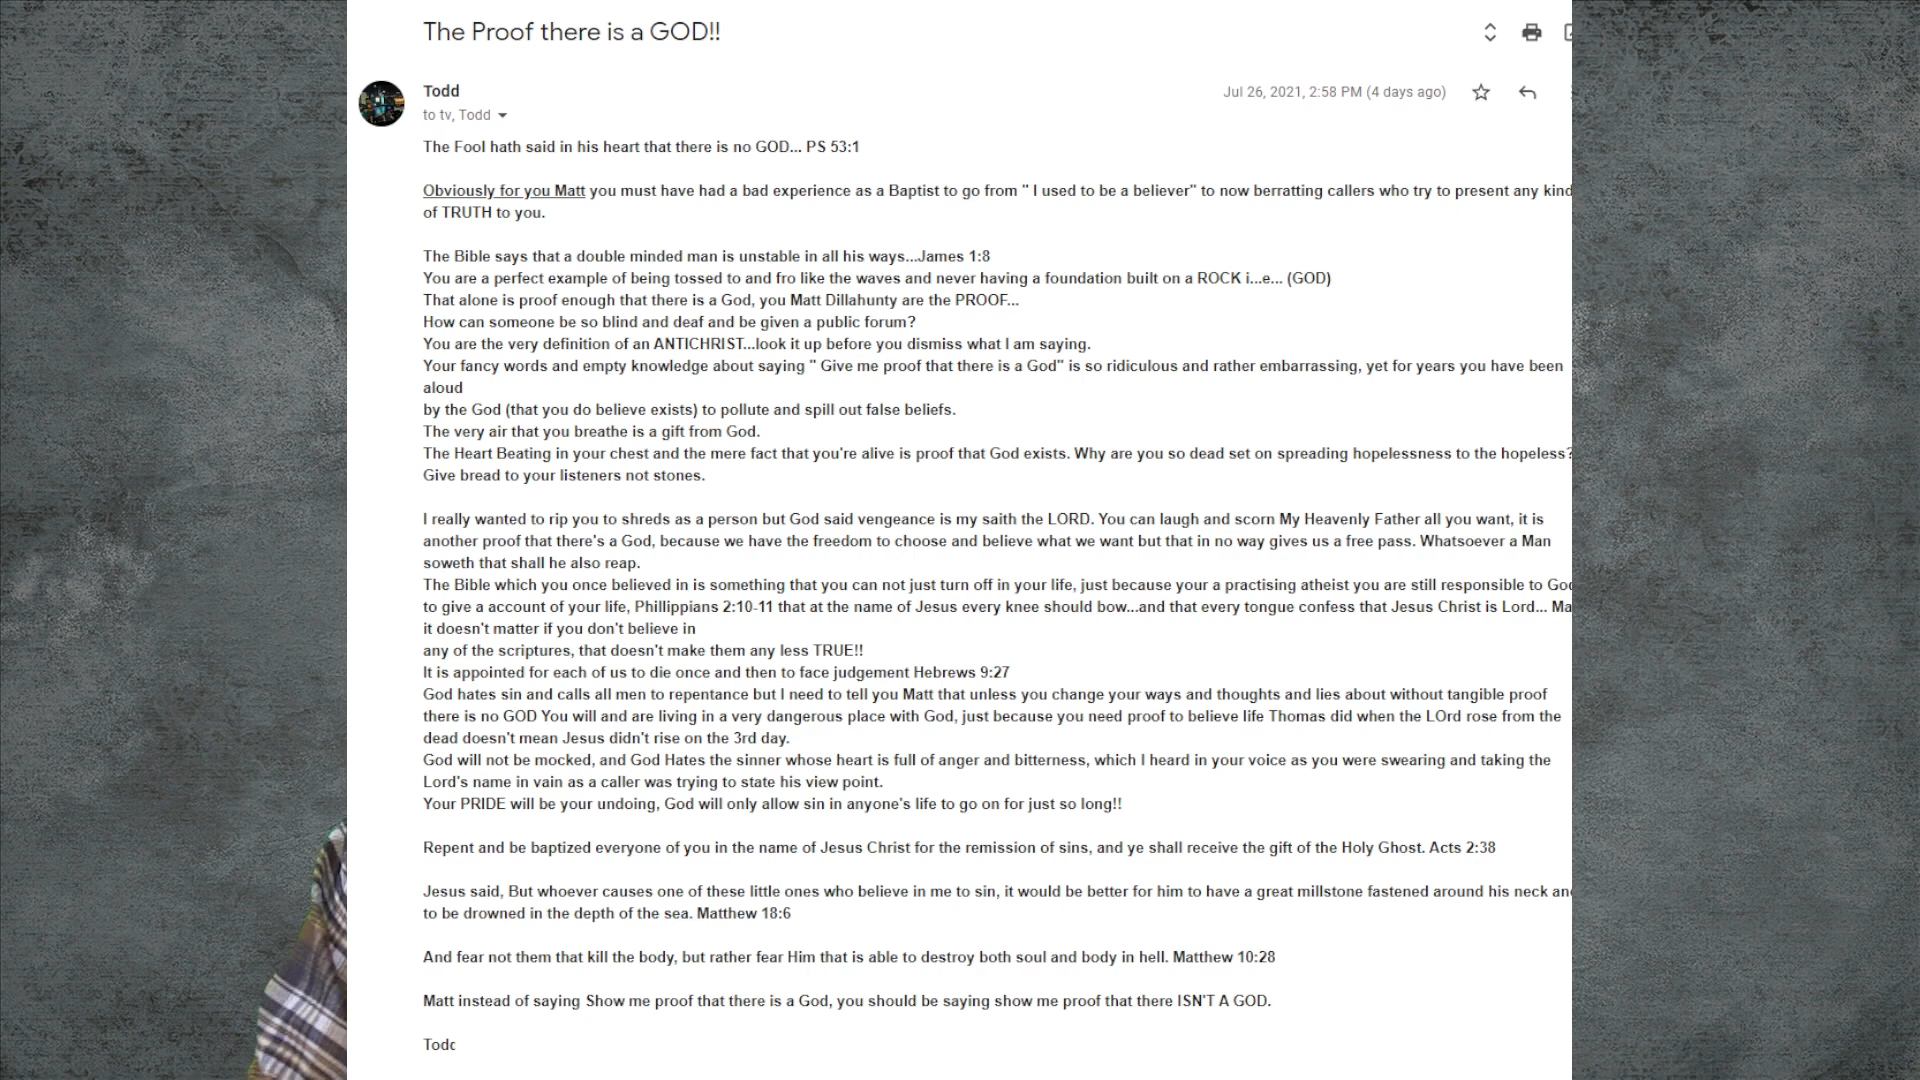 The Proof there is a GOD!!
Todd
Jul 26, 2021, 2:58 PM (4 days ago)
to tv, Todd
The Fool hath said in his heart that there is no GOD... PS 53:1
Obviously for you Matt you must have had a bad experience as a Baptist to go from " I used to be a believer" to now berratting callers who try to present any kind
of TRUTH to you.
The Bible says that a double minded man is unstable in all his ways...James 1:8
You are a perfect example of being tossed to and fro like the waves and never having a foundation built on a ROCK i...e... (GOD)
That alone is proof enough that there is a God, you Matt Dillahunty are the PROOF...
How can someone be so blind and deaf and be given a public forum?
You are the very definition of an ANTICHRIST...look it up before you dismiss what I am saying.
Your fancy words and empty knowledge about saying " Give me proof that there is a God" is so ridiculous and rather embarrassing, yet for years you have been
aloud
by the God (that you do believe exists) to pollute and spill out false beliefs.
The very air that you breathe is a gift from God.
The Heart Beating in your chest and the mere fact that you're alive is proof that God exists. Why are you so dead set on spreading hopelessness to the hopeless?
Give bread to your listeners not stones.
I really wanted to rip you to shreds as a person but God said vengeance is my saith the LORD. You can laugh and scorn My Heavenly Father all you want, it is
another proof that there's a God, because we have the freedom to choose and believe what we want but that in no way gives us a free pass. Whatsoever a Man
soweth that shall he also reap.
The Bible which you once believed in is something that you can not just turn off in your life, just because your a practising atheist you are still responsible to God
to give a account of your life, Phillippians 2:10-11 that at the name of Jesus every knee should bow...and that every tongue confess that Jesus Christ is Lord... Ma
it doesn't matter if you don't believe in
any of the scriptures, that doesn't make them any less TRUE!!
It is appointed for each of us to die once and then to face judgement Hebrews 9:27
God hates sin and calls all men to repentance but I need to tell you Matt that unless you change your ways and thoughts and lies about without tangible proof
there is no GOD You will and are living in a very dangerous place with God, just because you need proof to believe life Thomas did when the LOrd rose from the
dead doesn't mean Jesus didn't rise on the 3rd day.
God will not be mocked, and God Hates the sinner whose heart is full of anger and bitterness, which I heard in your voice as you were swearing and taking the
Lord's name in vain as a caller was trying to state his view point.
Your PRIDE will be your undoing, God will only allow sin in anyone's life to go on for just so long!!
Repent and be baptized everyone of you in the name of Jesus Christ for the remission of sins, and ye shall receive the gift of the Holy Ghost. Acts 2:38
Jesus said, But whoever causes one of these little ones who believe in me to sin, it would be better for him to have a great millstone fastened around his neck and
to be drowned in the depth of the sea. Matthew 18:6
And fear not them that kill the body, but rather fear Him that is able to destroy both soul and body in hell. Matthew 10:28
Matt instead of saying Show me proof that there is a God, you should be saying show me proof that there ISN'T A GOD.
Todd